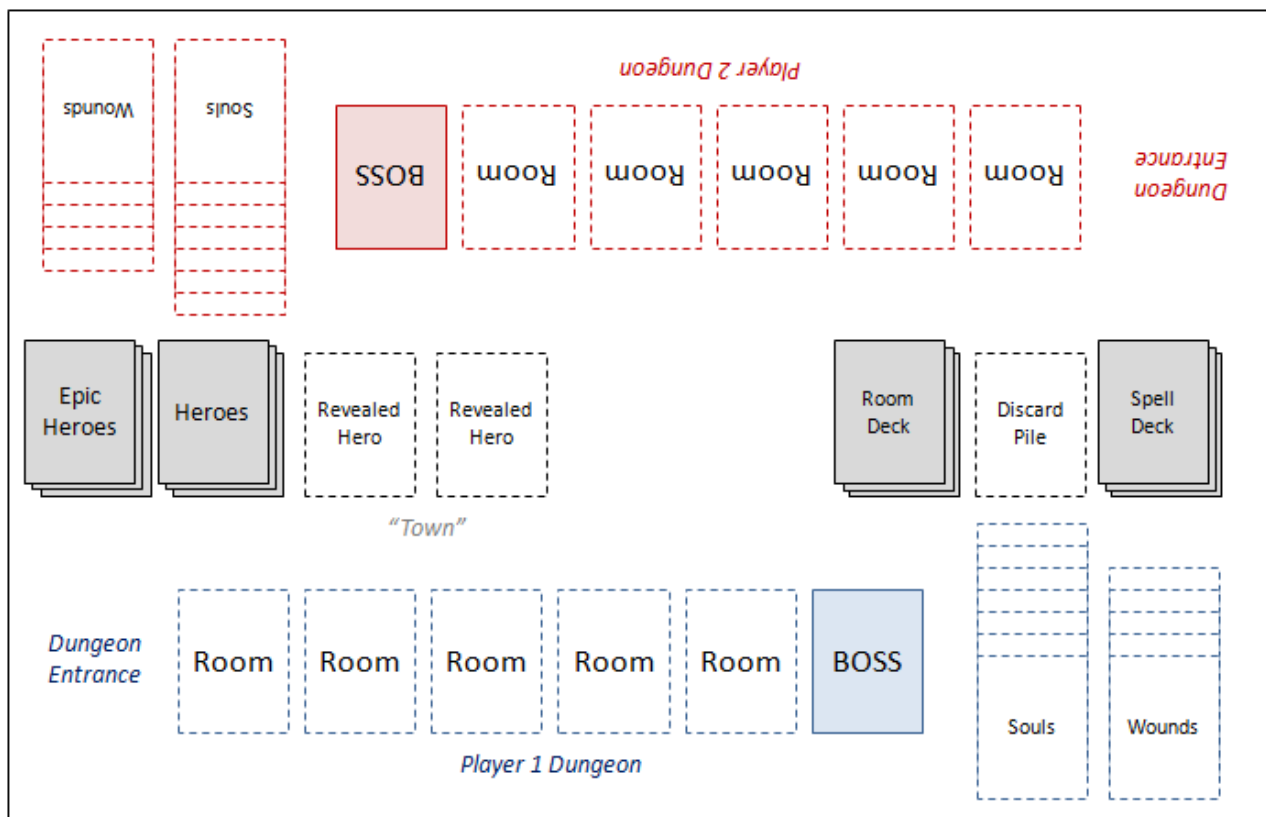 Player 2 Dungeon
Wounds
Souls
BOSS
Room
Room
Room
Room
Room
Dungeon
Entrance
Epic
Heroes
Heroes
Revealed
Hero
Revealed
Hero
Room
Deck
Discard
Pile
Spell
Deck
“Town”
Dungeon
Entrance
Room
Room
Room
Room
Room
BOSS
Souls
Wounds
Player 1 Dungeon